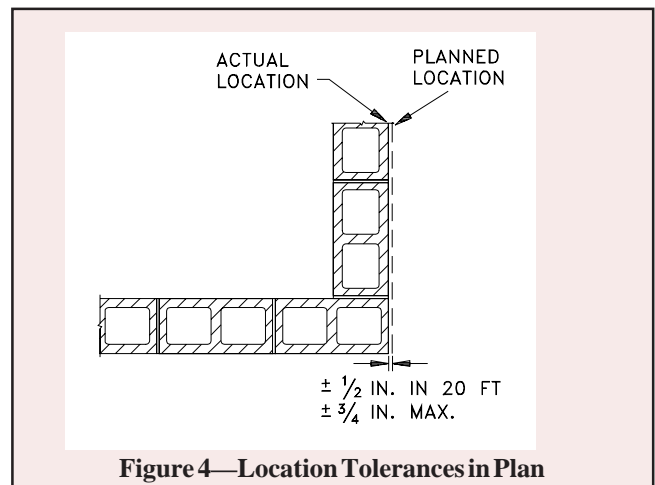 ACTUAL
LOCATION
PLANNED
LOCATION
± 1/2 IN. IN 20 FT
± 3/4 IN. MAX.
Figure 4—Location Tolerances in Plan